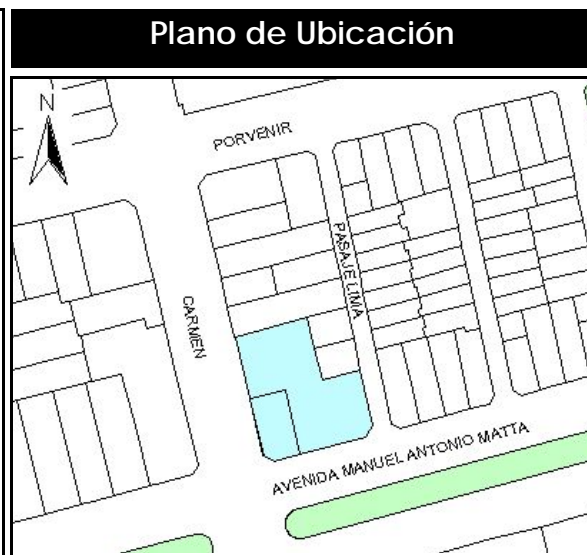 Plano de Ubicación
N
PORVENIR
PASAJE LIMA
CARMEN
AVENIDA MANUEL ANTONIO MATTA